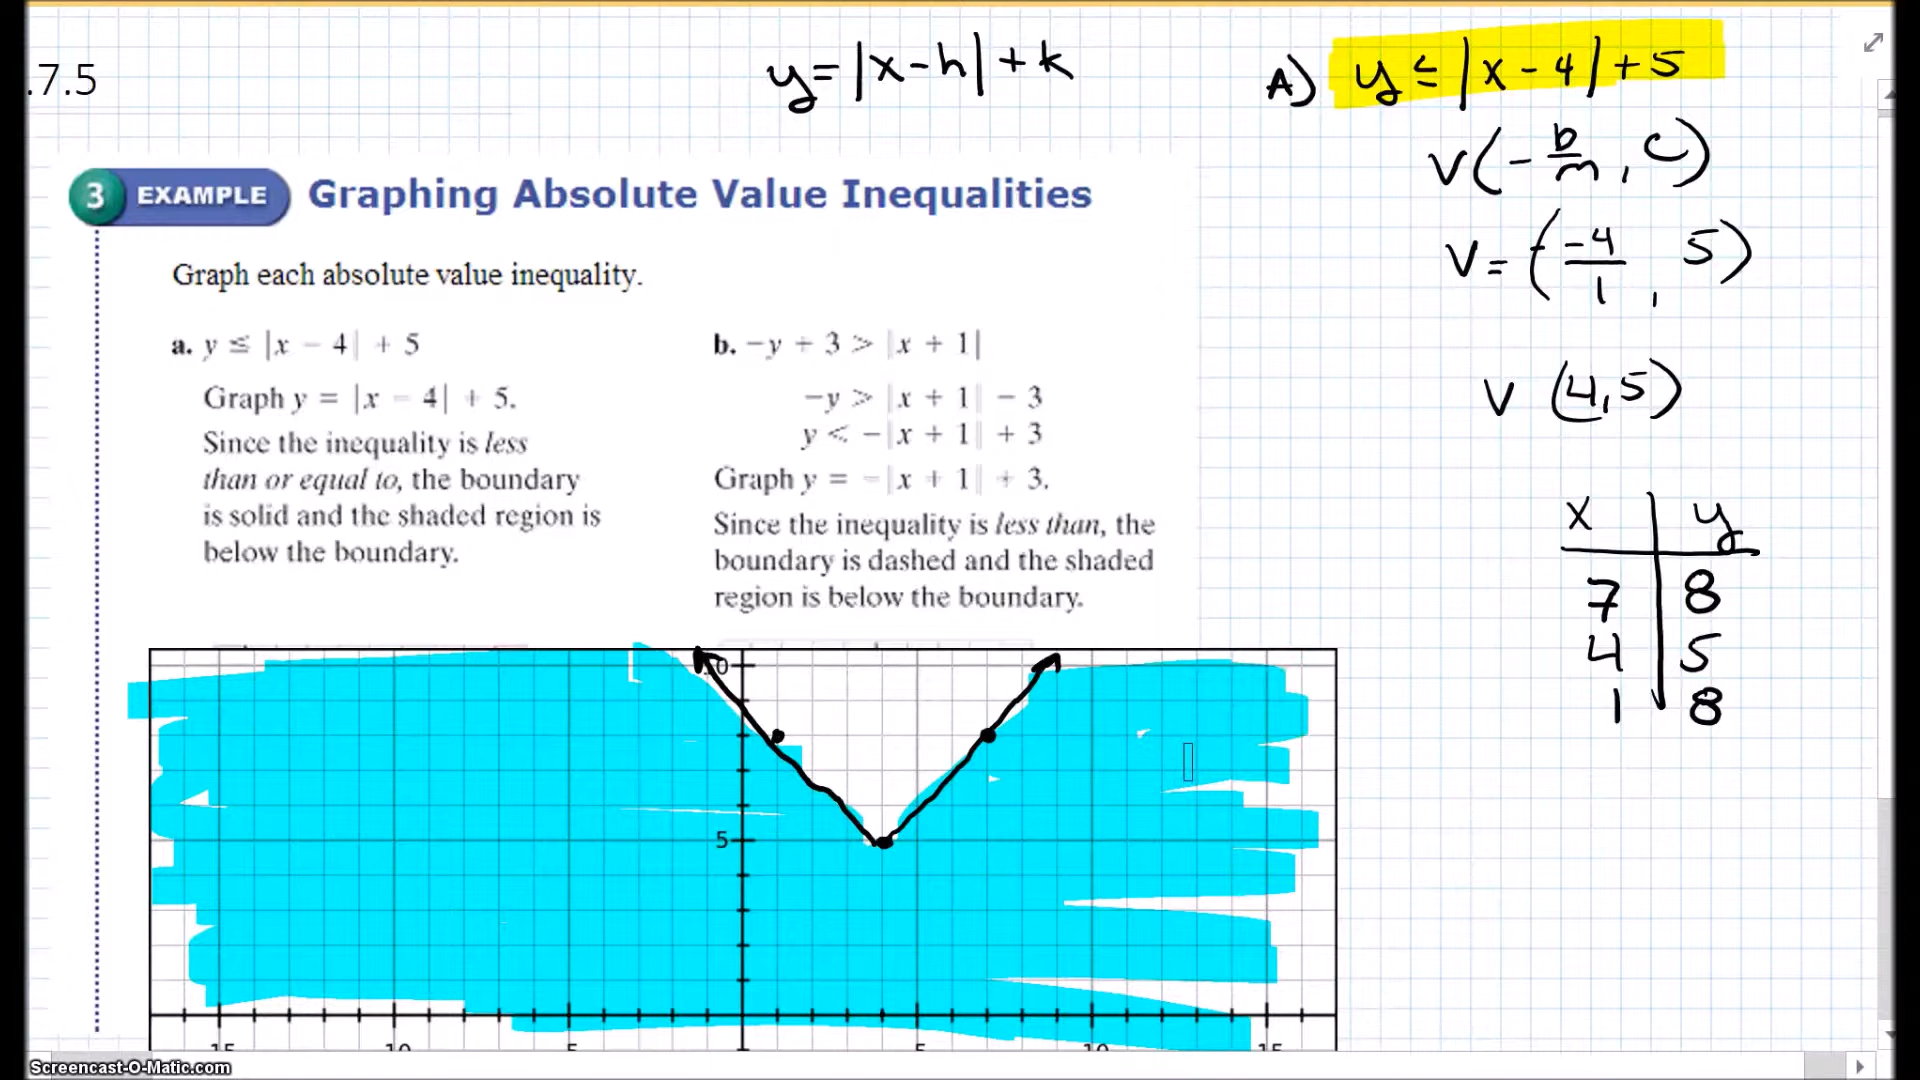 .7.5
y = |x - h| + k
A) y ≤ |x - 4| + 5
V(-b/m, c)
V = (- -4/1, 5)
V (4,5)
3 EXAMPLE Graphing Absolute Value Inequalities
Graph each absolute value inequality.
a. y ≤ |x − 4| + 5
Graph y = |x − 4| + 5.
Since the inequality is less
than or equal to, the boundary
is solid and the shaded region is
below the boundary.
b. −y + 3 > |x + 1|
−y > |x + 1| − 3
y < −|x + 1| + 3
Graph y = −|x + 1| + 3.
Since the inequality is less than, the
boundary is dashed and the shaded
region is below the boundary.
x y
7 8
4 5
1 8
5
Screencast-O-Matic.com